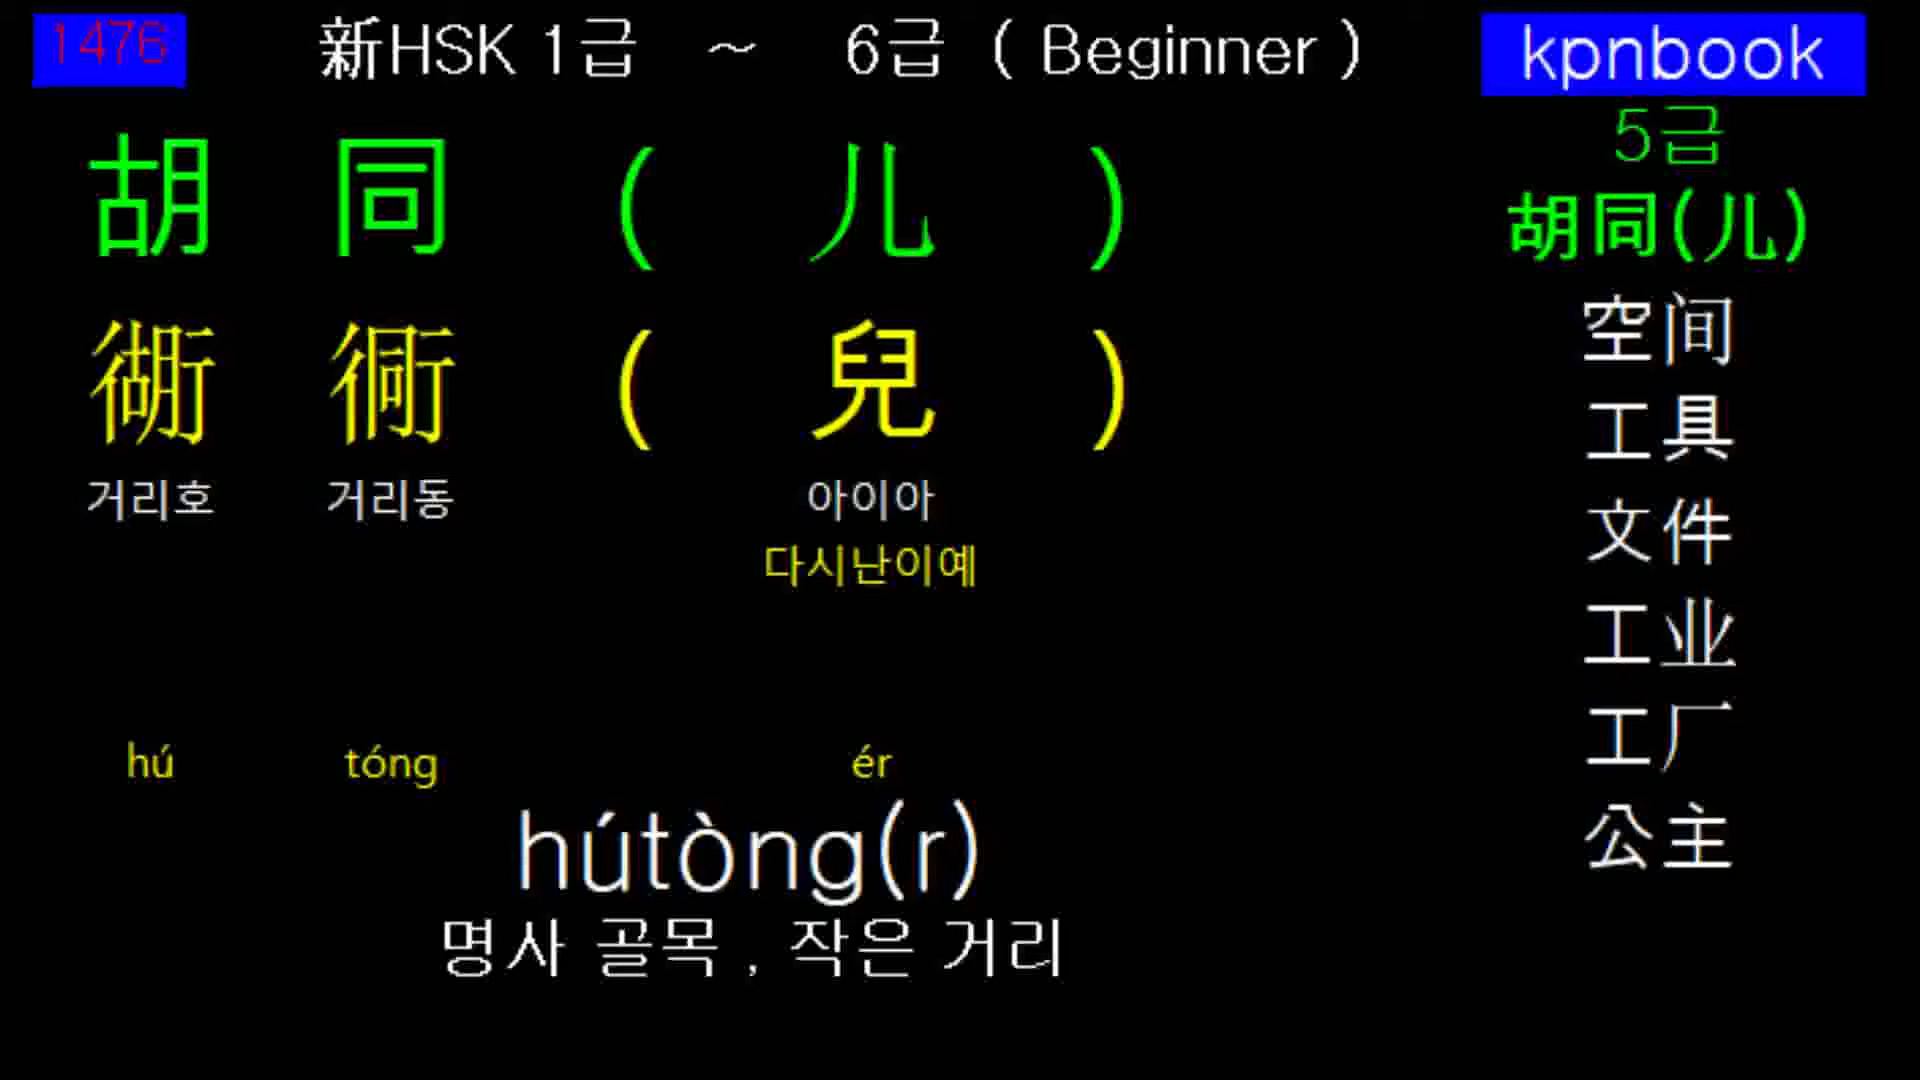 1476 新HSK 1급 ~ 6급 ( Beginner ) kpnbook
5급
胡 同 ( 儿 )
胡同(儿)
衚 衕 ( 兒 )
거리호 거리동 아이아
다시난이예
hú tóng ér
hútòng(r)
명사 골목 , 작은 거리
空间
工具
文件
工业
工厂
公主